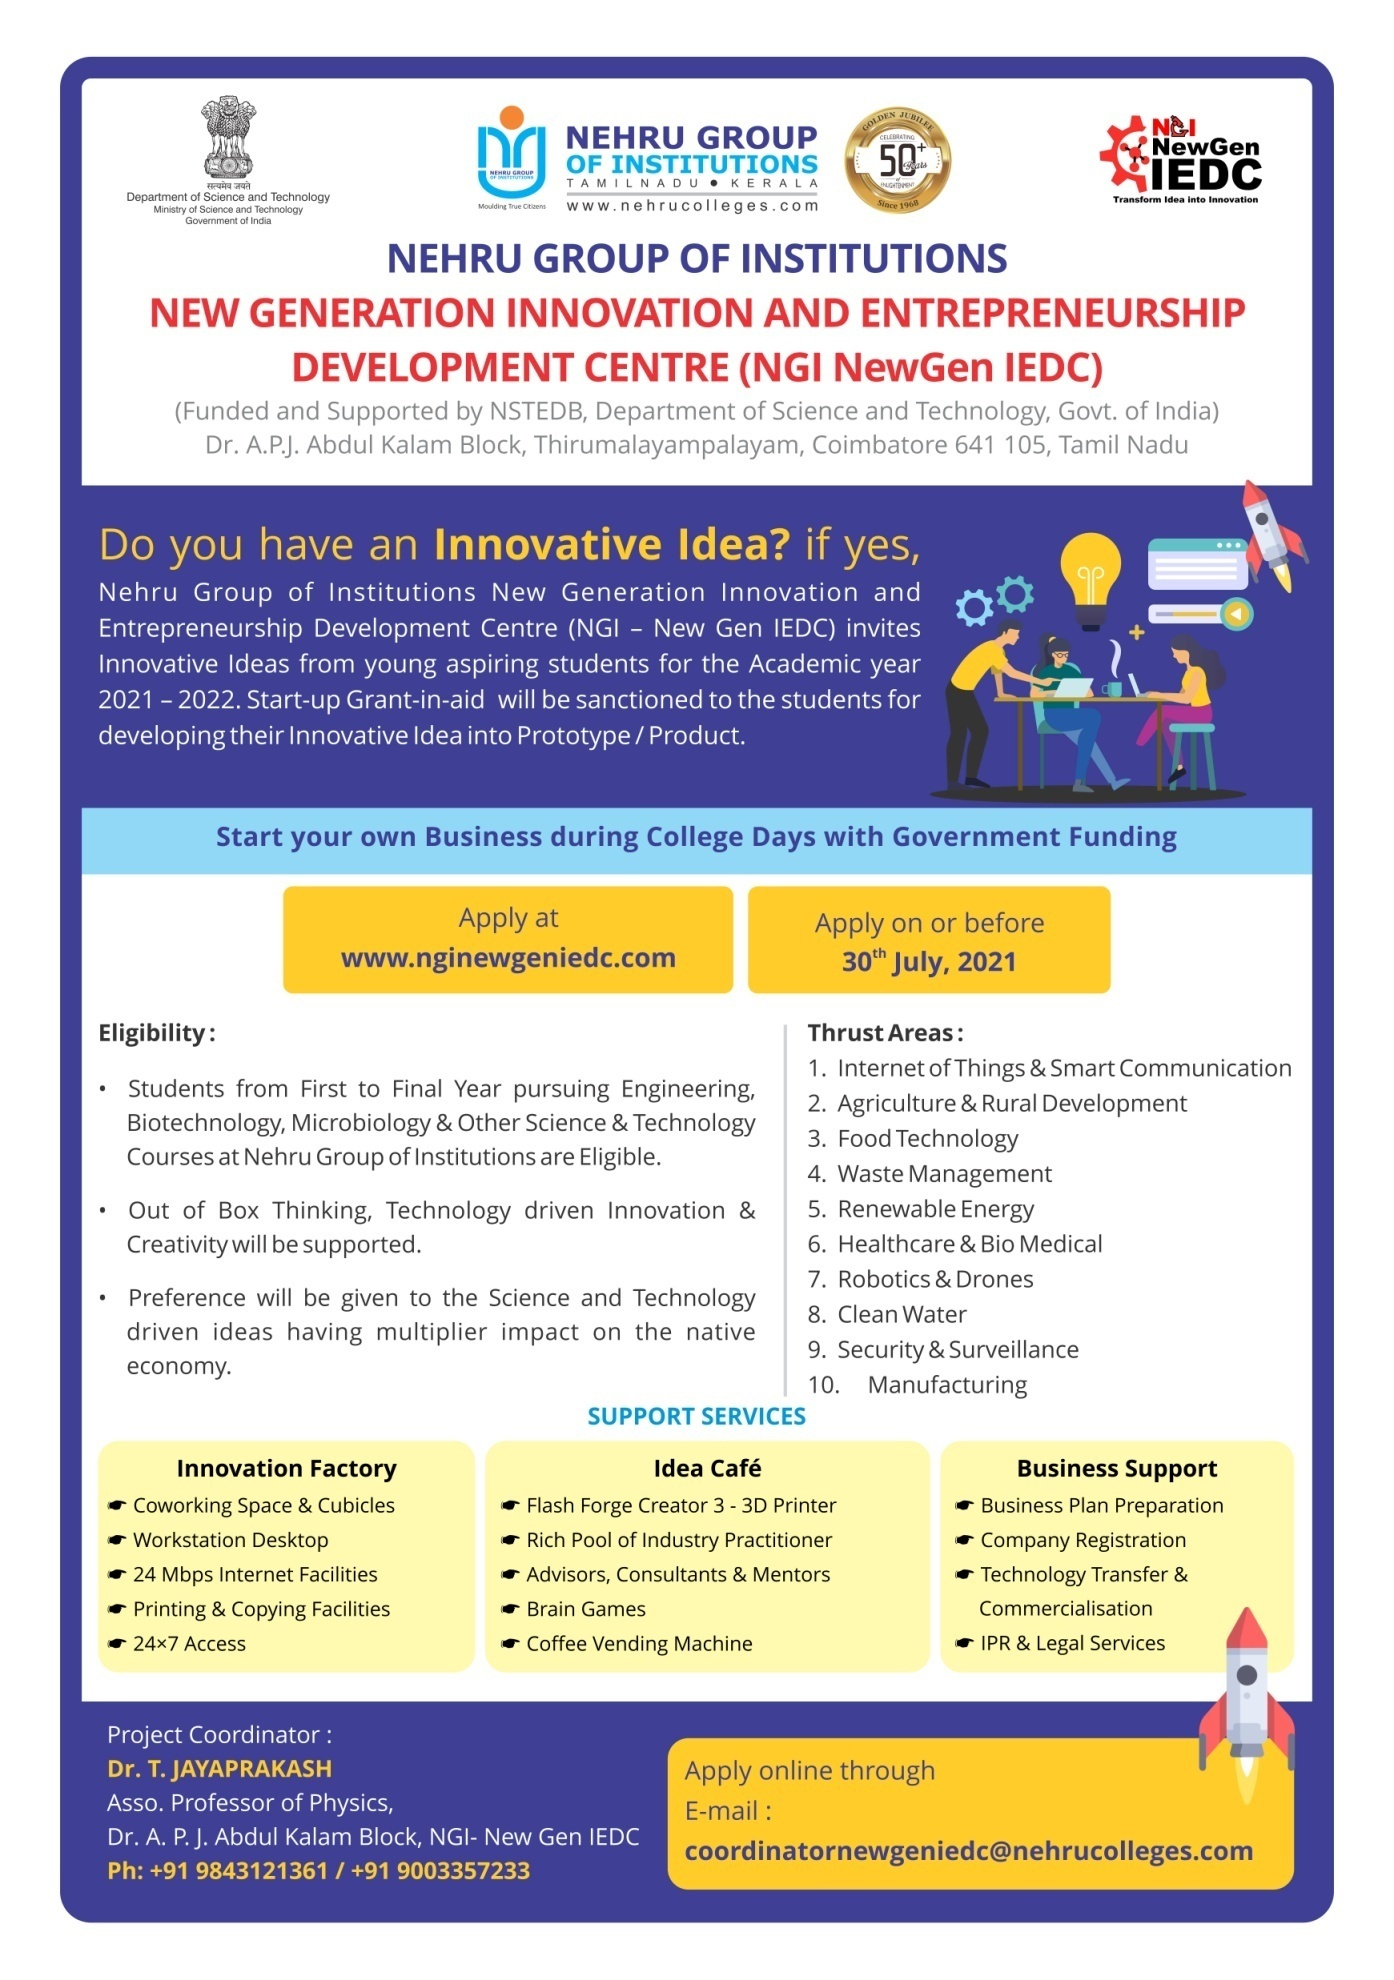 सत्यमेव जयते
Department of Science and Technology
Ministry of Science and Technology
Government of India
NEHRU GROUP
OF INSTITUTIONS
Moulding True Citizens
NEHRU GROUP
OF INSTITUTIONS
TAMILNADU • KERALA
www.nehrucolleges.com
GOLDEN JUBILEE
CELEBRATING
50+
Years
of
ENLIGHTENMENT
Since 1968
NGI
NewGen
IEDC
Transform Idea into Innovation
NEHRU GROUP OF INSTITUTIONS
NEW GENERATION INNOVATION AND ENTREPRENEURSHIP
DEVELOPMENT CENTRE (NGI NewGen IEDC)
(Funded and Supported by NSTEDB, Department of Science and Technology, Govt. of India)
Dr. A.P.J. Abdul Kalam Block, Thirumalayampalayam, Coimbatore 641 105, Tamil Nadu
Do you have an Innovative Idea? if yes,
Nehru Group of Institutions New Generation Innovation and
Entrepreneurship Development Centre (NGI – New Gen IEDC) invites
Innovative Ideas from young aspiring students for the Academic year
2021 – 2022. Start-up Grant-in-aid will be sanctioned to the students for
developing their Innovative Idea into Prototype / Product.
Start your own Business during College Days with Government Funding
Apply at
www.nginewgeniedc.com
Apply on or before
30th July, 2021
Eligibility :
• Students from First to Final Year pursuing Engineering,
Biotechnology, Microbiology & Other Science & Technology
Courses at Nehru Group of Institutions are Eligible.
• Out of Box Thinking, Technology driven Innovation &
Creativity will be supported.
• Preference will be given to the Science and Technology
driven ideas having multiplier impact on the native
economy.
Thrust Areas :
1. Internet of Things & Smart Communication
2. Agriculture & Rural Development
3. Food Technology
4. Waste Management
5. Renewable Energy
6. Healthcare & Bio Medical
7. Robotics & Drones
8. Clean Water
9. Security & Surveillance
10. Manufacturing
SUPPORT SERVICES
Innovation Factory
☛ Coworking Space & Cubicles
☛ Workstation Desktop
☛ 24 Mbps Internet Facilities
☛ Printing & Copying Facilities
☛ 24×7 Access
Idea Café
☛ Flash Forge Creator 3 - 3D Printer
☛ Rich Pool of Industry Practitioner
☛ Advisors, Consultants & Mentors
☛ Brain Games
☛ Coffee Vending Machine
Business Support
☛ Business Plan Preparation
☛ Company Registration
☛ Technology Transfer &
Commercialisation
☛ IPR & Legal Services
Project Coordinator :
Dr. T. JAYAPRAKASH
Asso. Professor of Physics,
Dr. A. P. J. Abdul Kalam Block, NGI- New Gen IEDC
Ph: +91 9843121361 / +91 9003357233
Apply online through
E-mail :
coordinatornewgeniedc@nehrucolleges.com